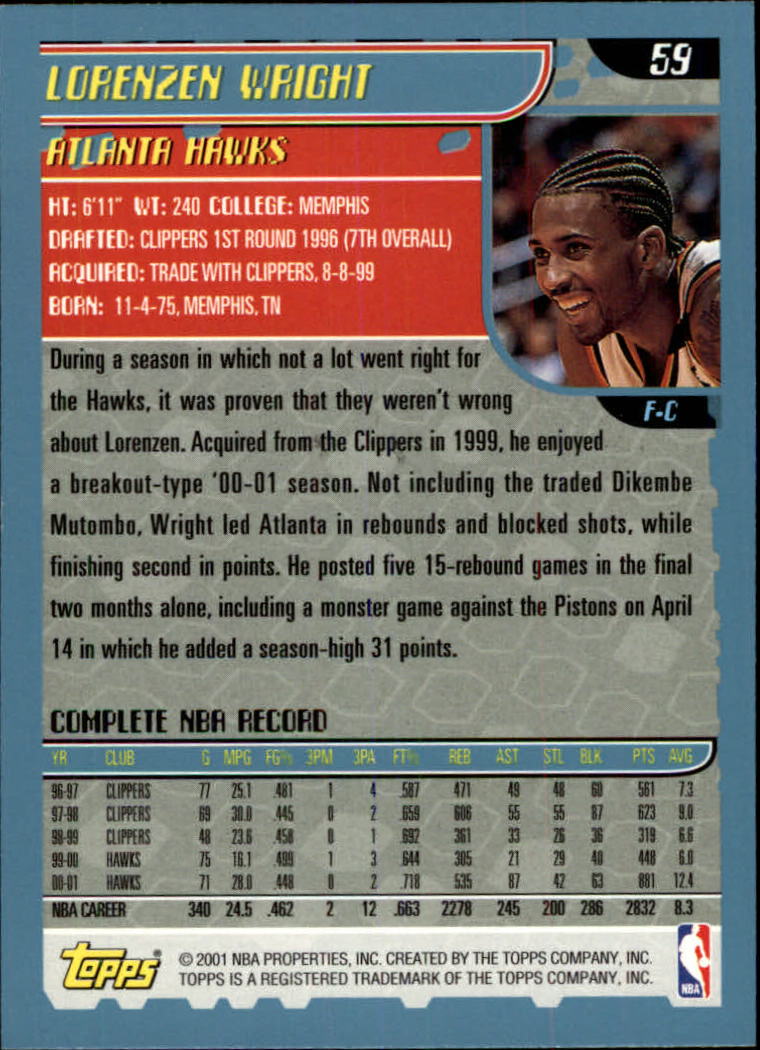 59
LORENZEN WRIGHT
ATLANTA HAWKS
HT: 6'11" WT: 240 COLLEGE: MEMPHIS
DRAFTED: CLIPPERS 1ST ROUND 1996 (7TH OVERALL)
ACQUIRED: TRADE WITH CLIPPERS, 8-8-99
BORN: 11-4-75, MEMPHIS, TN
F-C
During a season in which not a lot went right for
the Hawks, it was proven that they weren't wrong
about Lorenzen. Acquired from the Clippers in 1999, he enjoyed
a breakout-type '00-01 season. Not including the traded Dikembe
Mutombo, Wright led Atlanta in rebounds and blocked shots, while
finishing second in points. He posted five 15-rebound games in the final
two months alone, including a monster game against the Pistons on April
14 in which he added a season-high 31 points.
COMPLETE NBA RECORD
YR CLUB G MPG FG% 3PM 3PA FT% REB AST STL BLK PTS AVG
96-97 CLIPPERS 77 25.1 .481 1 4 .587 471 49 48 60 561 7.3
97-98 CLIPPERS 69 30.0 .445 0 2 .659 606 55 55 87 623 9.0
98-99 CLIPPERS 48 23.6 .458 0 1 .692 361 33 26 36 319 6.6
99-00 HAWKS 75 16.1 .499 1 3 .644 305 21 29 40 448 6.0
00-01 HAWKS 71 28.0 .448 0 2 .718 535 87 42 63 881 12.4
NBA CAREER 340 24.5 .462 2 12 .663 2278 245 200 286 2832 8.3
Topps®
© 2001 NBA PROPERTIES, INC. CREATED BY THE TOPPS COMPANY, INC.
TOPPS IS A REGISTERED TRADEMARK OF THE TOPPS COMPANY, INC.
NBA